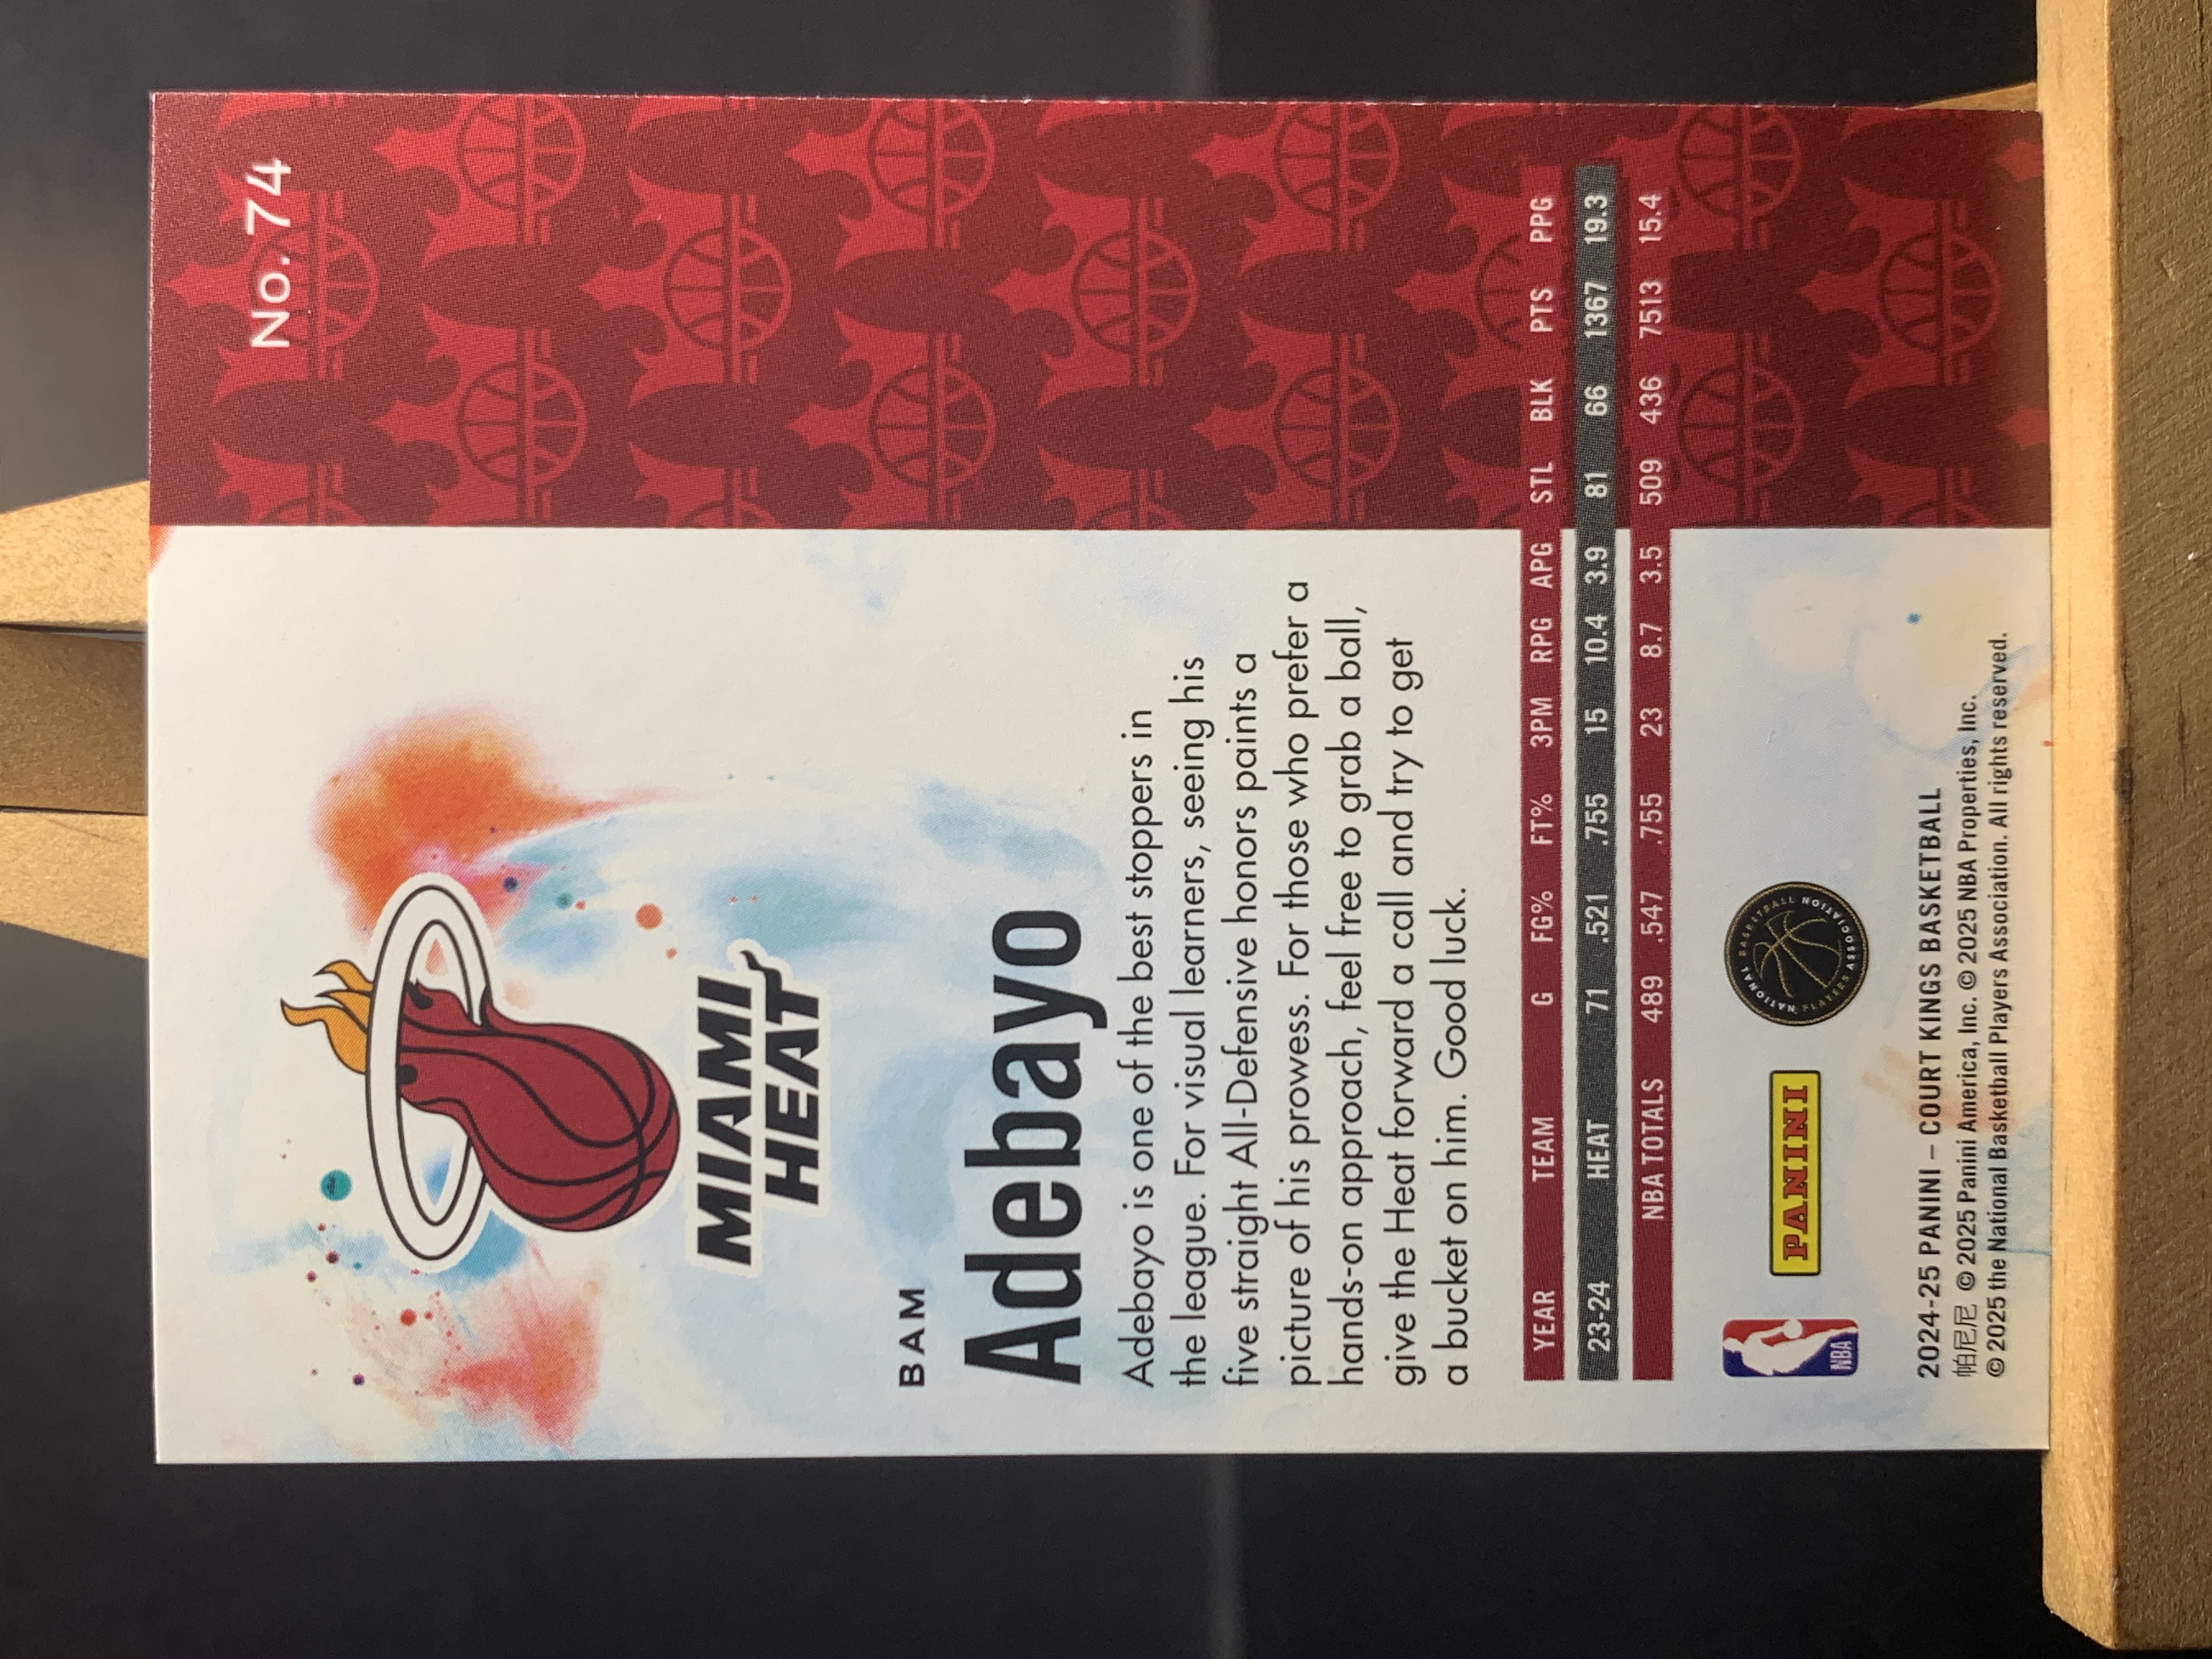 No. 74
MIAMI
HEAT
BAM
Adebayo
Adebayo is one of the best stoppers in
the league. For visual learners, seeing his
five straight All-Defensive honors paints a
picture of his prowess. For those who prefer a
hands-on approach, feel free to grab a ball,
give the Heat forward a call and try to get
a bucket on him. Good luck.
YEAR TEAM G FG% FT% 3PM RPG APG STL BLK PTS PPG
23-24 HEAT 71 .521 .755 15 10.4 3.9 81 66 1367 19.3
NBA TOTALS 489 .547 .755 23 8.7 3.5 509 436 7513 15.4
NBA
PANINI
NATIONAL BASKETBALL PLAYERS ASSOCIATION
2024-25 PANINI – COURT KINGS BASKETBALL
帕尼尼 © 2025 Panini America, Inc. © 2025 NBA Properties, Inc.
© 2025 the National Basketball Players Association. All rights reserved.